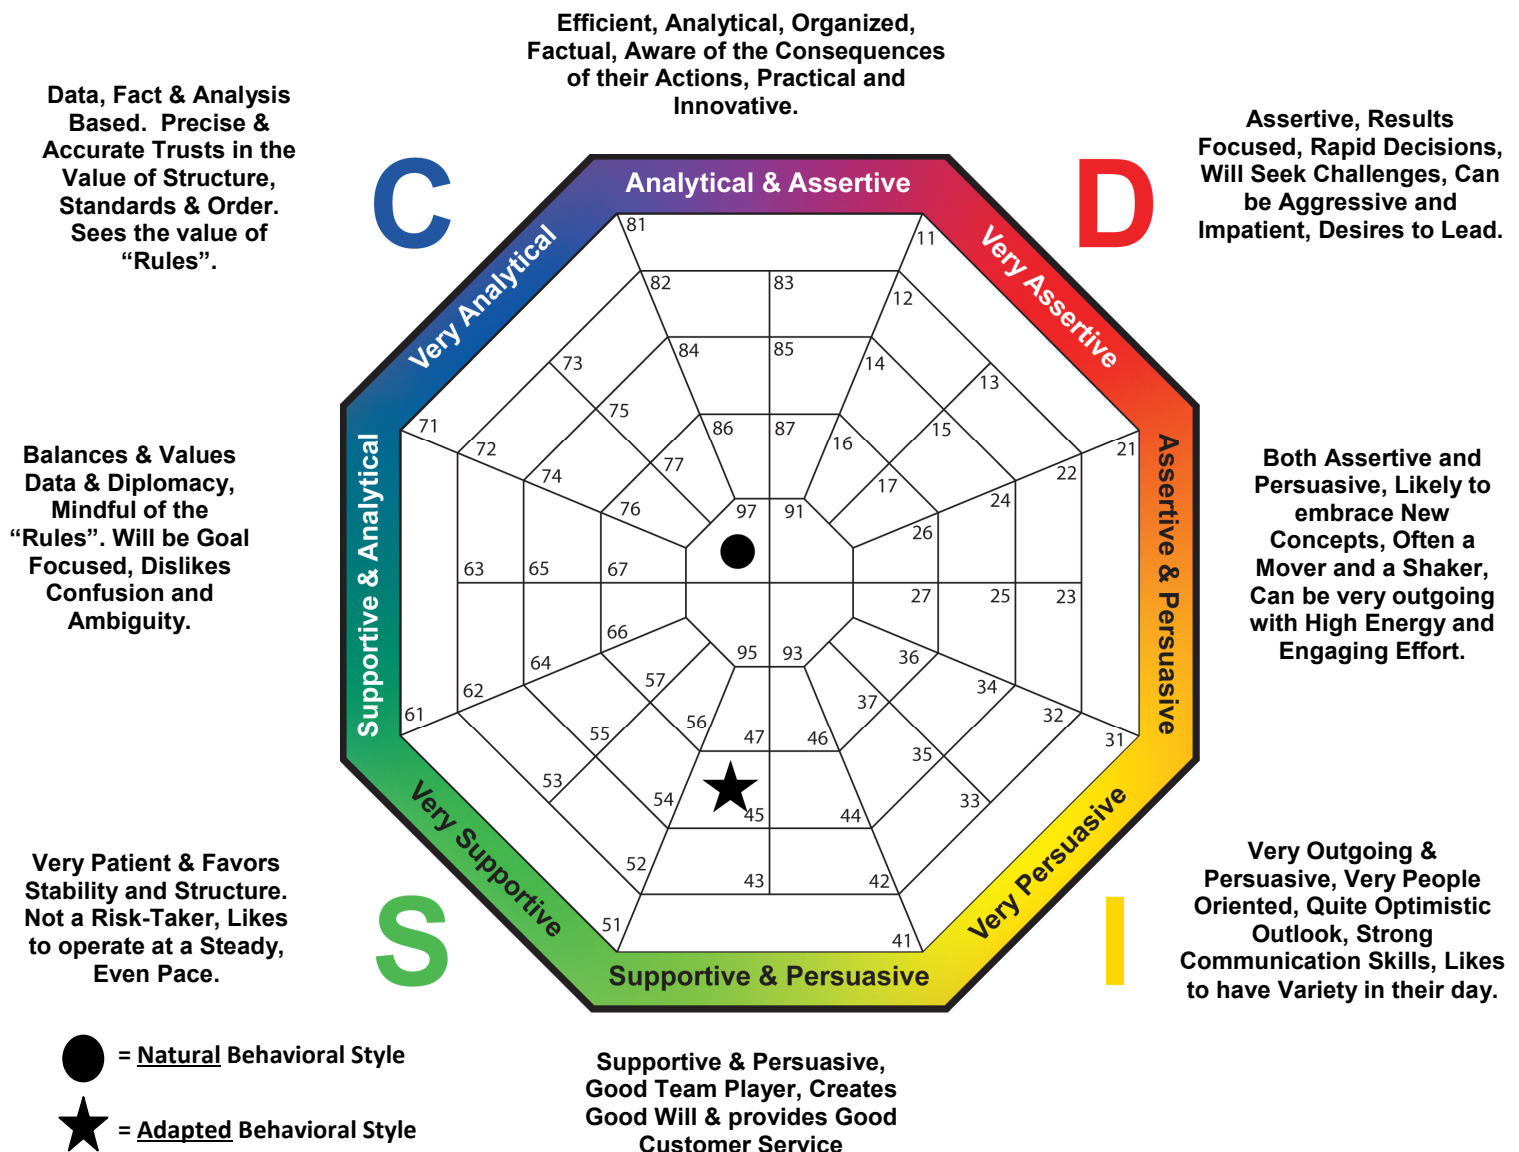 Efficient, Analytical, Organized,
Factual, Aware of the Consequences
of their Actions, Practical and
Innovative.
Data, Fact & Analysis
Based. Precise &
Accurate Trusts in the
Value of Structure,
Standards & Order.
Sees the value of
“Rules”.
C
D
Assertive, Results
Focused, Rapid Decisions,
Will Seek Challenges, Can
be Aggressive and
Impatient, Desires to Lead.
Analytical & Assertive
Very Analytical
Very Assertive
81
11
82
83
12
84
85
14
73
13
75
15
86
87
16
71
72
77
17
74
24
22
21
76
97
91
26
63
65
67
27
25
23
66
95
93
36
64
57
37
34
62
56
47
46
32
61
55
35
31
53
54
45
44
33
52
43
42
51
41
Supportive & Analytical
Assertive & Persuasive
Balances & Values
Data & Diplomacy,
Mindful of the
“Rules”. Will be Goal
Focused, Dislikes
Confusion and
Ambiguity.
Both Assertive and
Persuasive, Likely to
embrace New
Concepts, Often a
Mover and a Shaker,
Can be very outgoing
with High Energy and
Engaging Effort.
Very Supportive
Very Persuasive
Supportive & Persuasive
Very Patient & Favors
Stability and Structure.
Not a Risk-Taker, Likes
to operate at a Steady,
Even Pace.
S
I
Very Outgoing &
Persuasive, Very People
Oriented, Quite Optimistic
Outlook, Strong
Communication Skills, Likes
to have Variety in their day.
= Natural Behavioral Style
= Adapted Behavioral Style
Supportive & Persuasive,
Good Team Player, Creates
Good Will & provides Good
Customer Service